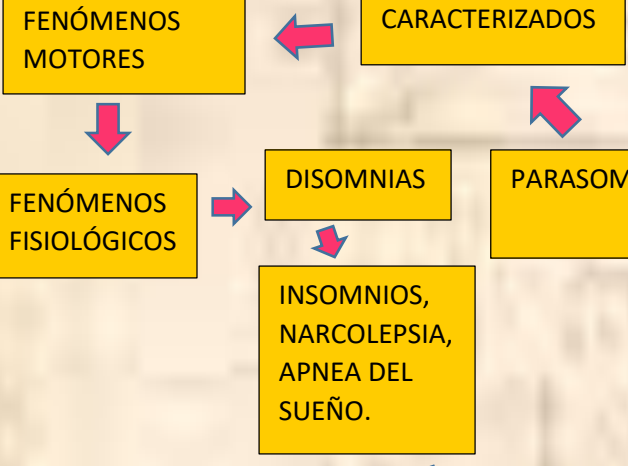 FENÓMENOS
MOTORES
CARACTERIZADOS
FENÓMENOS
FISIOLÓGICOS
DISOMNIAS
INSOMNIOS,
NARCOLEPSIA,
APNEA DEL
SUEÑO.